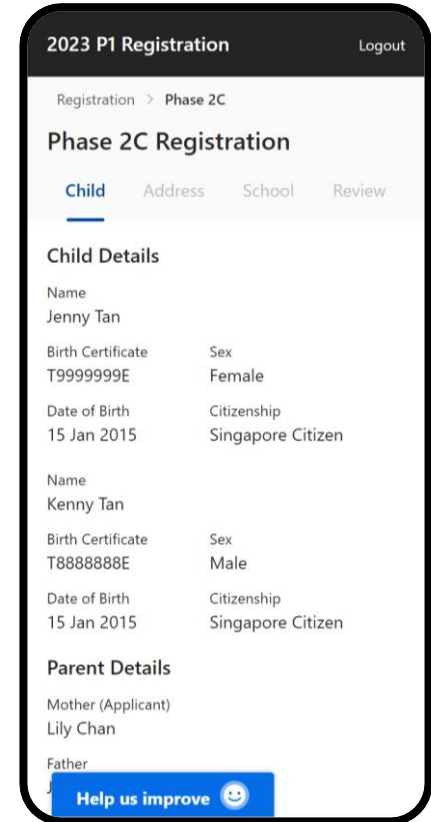 2023 P1 Registration Logout
Registration > Phase 2C
Phase 2C Registration
Child Address School Review
Child Details
Name
Jenny Tan
Birth Certificate Sex
T9999999E Female
Date of Birth Citizenship
15 Jan 2015 Singapore Citizen
Name
Kenny Tan
Birth Certificate Sex
T8888888E Male
Date of Birth Citizenship
15 Jan 2015 Singapore Citizen
Parent Details
Mother (Applicant)
Lily Chan
Father
Help us improve